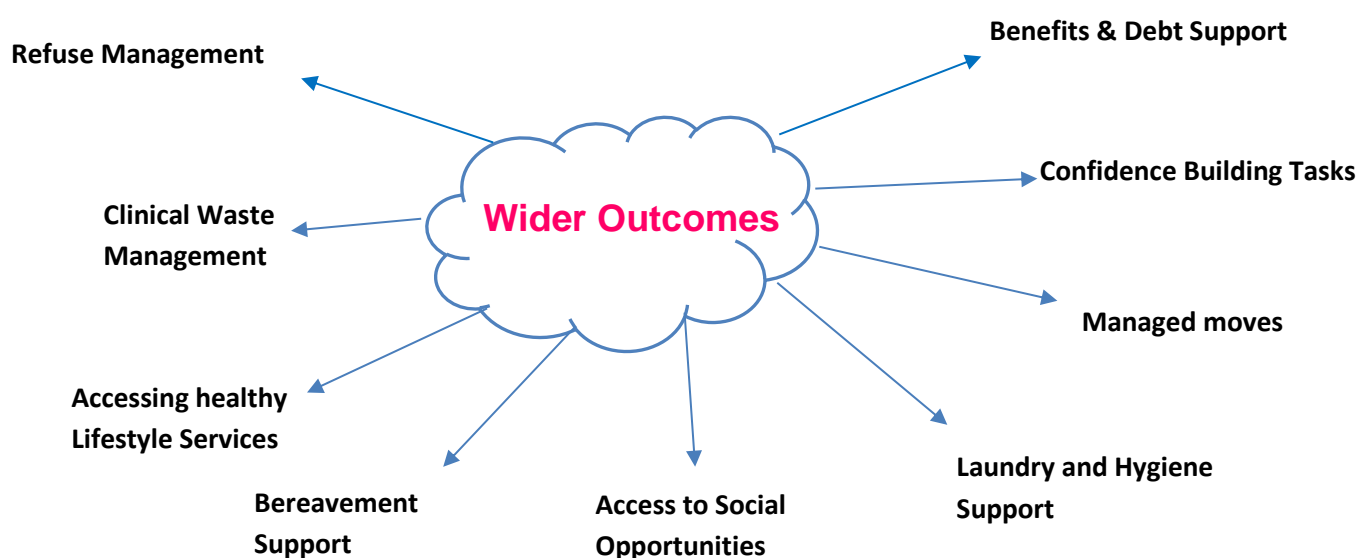 Benefits & Debt Support
Refuse Management
Confidence Building Tasks
Wider Outcomes
Clinical Waste
Management
Managed moves
Accessing healthy
Lifestyle Services
Laundry and Hygiene
Support
Bereavement
Support
Access to Social
Opportunities